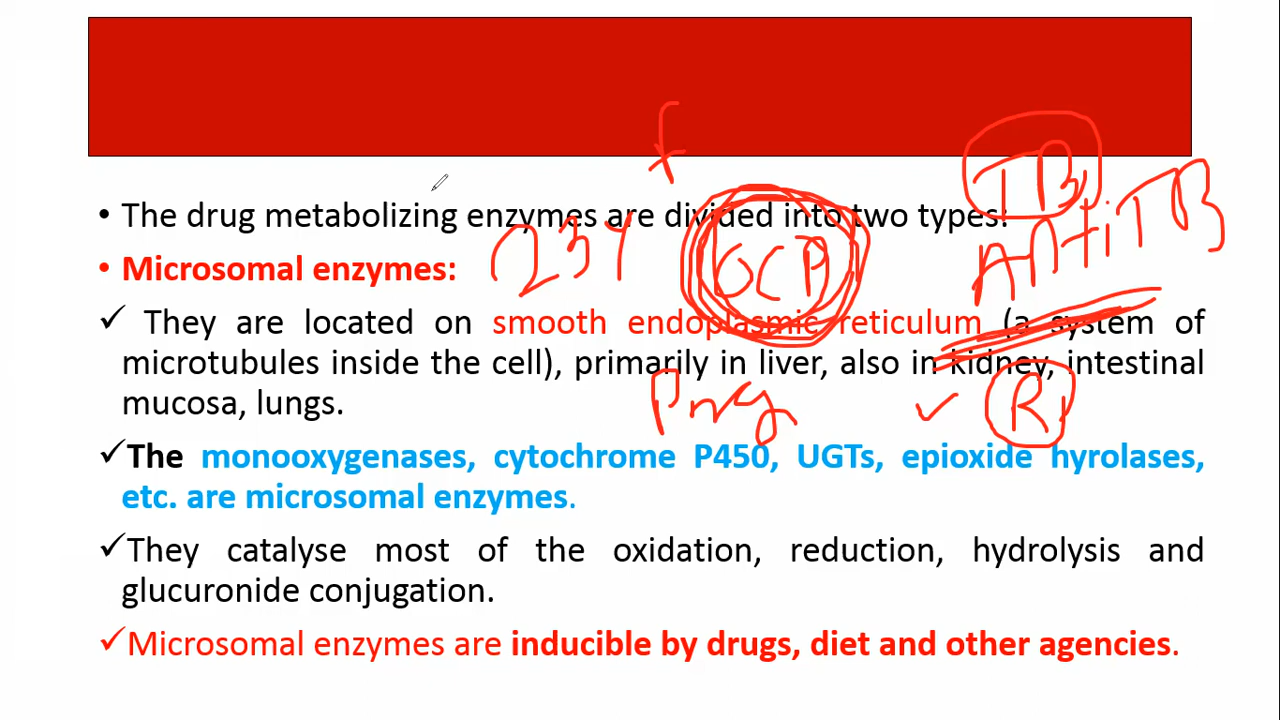 • The drug metabolizing enzymes are divided into two types:
• Microsomal enzymes:
✓ They are located on smooth endoplasmic reticulum (a system of
microtubules inside the cell), primarily in liver, also in kidney, intestinal
mucosa, lungs.
✓The monooxygenases, cytochrome P450, UGTs, epioxide hyrolases,
etc. are microsomal enzymes.
✓They catalyse most of the oxidation, reduction, hydrolysis and
glucuronide conjugation.
✓Microsomal enzymes are inducible by drugs, diet and other agencies.
f
TB
AntiTB
OCP
Preg
R